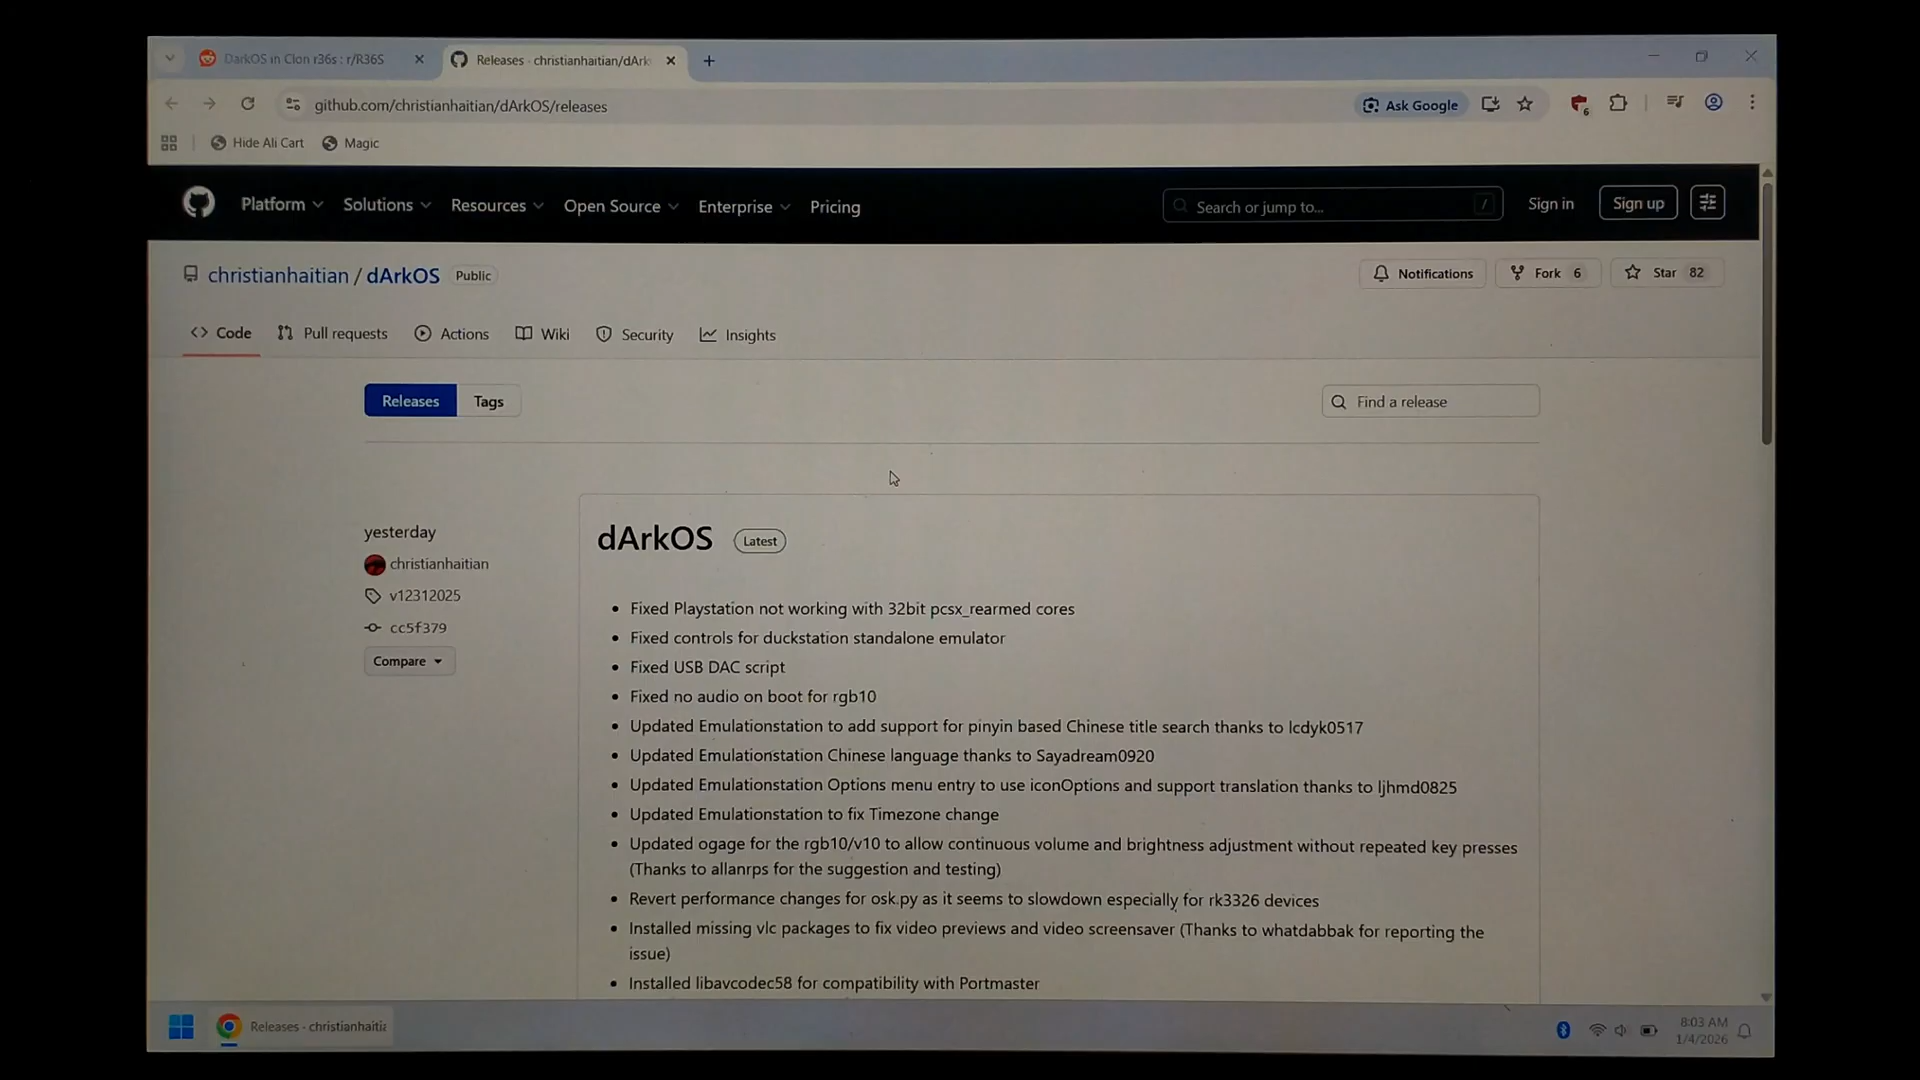 DarkOS in Clon r36s : r/R36S
Releases · christianhaitian/dArk
github.com/christianhaitian/dArkOS/releases
Ask Google
6
Hide Ali Cart
Magic
Platform
Solutions
Resources
Open Source
Enterprise
Pricing
Search or jump to...
/
Sign in
Sign up
christianhaitian / dArkOS
Public
Notifications
Fork 6
Star 82
Code
Pull requests
Actions
Wiki
Security
Insights
Releases
Tags
Find a release
yesterday
christianhaitian
v12312025
cc5f379
Compare
dArkOS
Latest
• Fixed Playstation not working with 32bit pcsx_rearmed cores
• Fixed controls for duckstation standalone emulator
• Fixed USB DAC script
• Fixed no audio on boot for rgb10
• Updated Emulationstation to add support for pinyin based Chinese title search thanks to lcdyk0517
• Updated Emulationstation Chinese language thanks to Sayadream0920
• Updated Emulationstation Options menu entry to use iconOptions and support translation thanks to ljhmd0825
• Updated Emulationstation to fix Timezone change
• Updated ogage for the rgb10/v10 to allow continuous volume and brightness adjustment without repeated key presses
(Thanks to allanrps for the suggestion and testing)
• Revert performance changes for osk.py as it seems to slowdown especially for rk3326 devices
• Installed missing vlc packages to fix video previews and video screensaver (Thanks to whatdabbak for reporting the
issue)
• Installed libavcodec58 for compatibility with Portmaster
Releases - christianhaitia
8:03 AM
1/4/2026